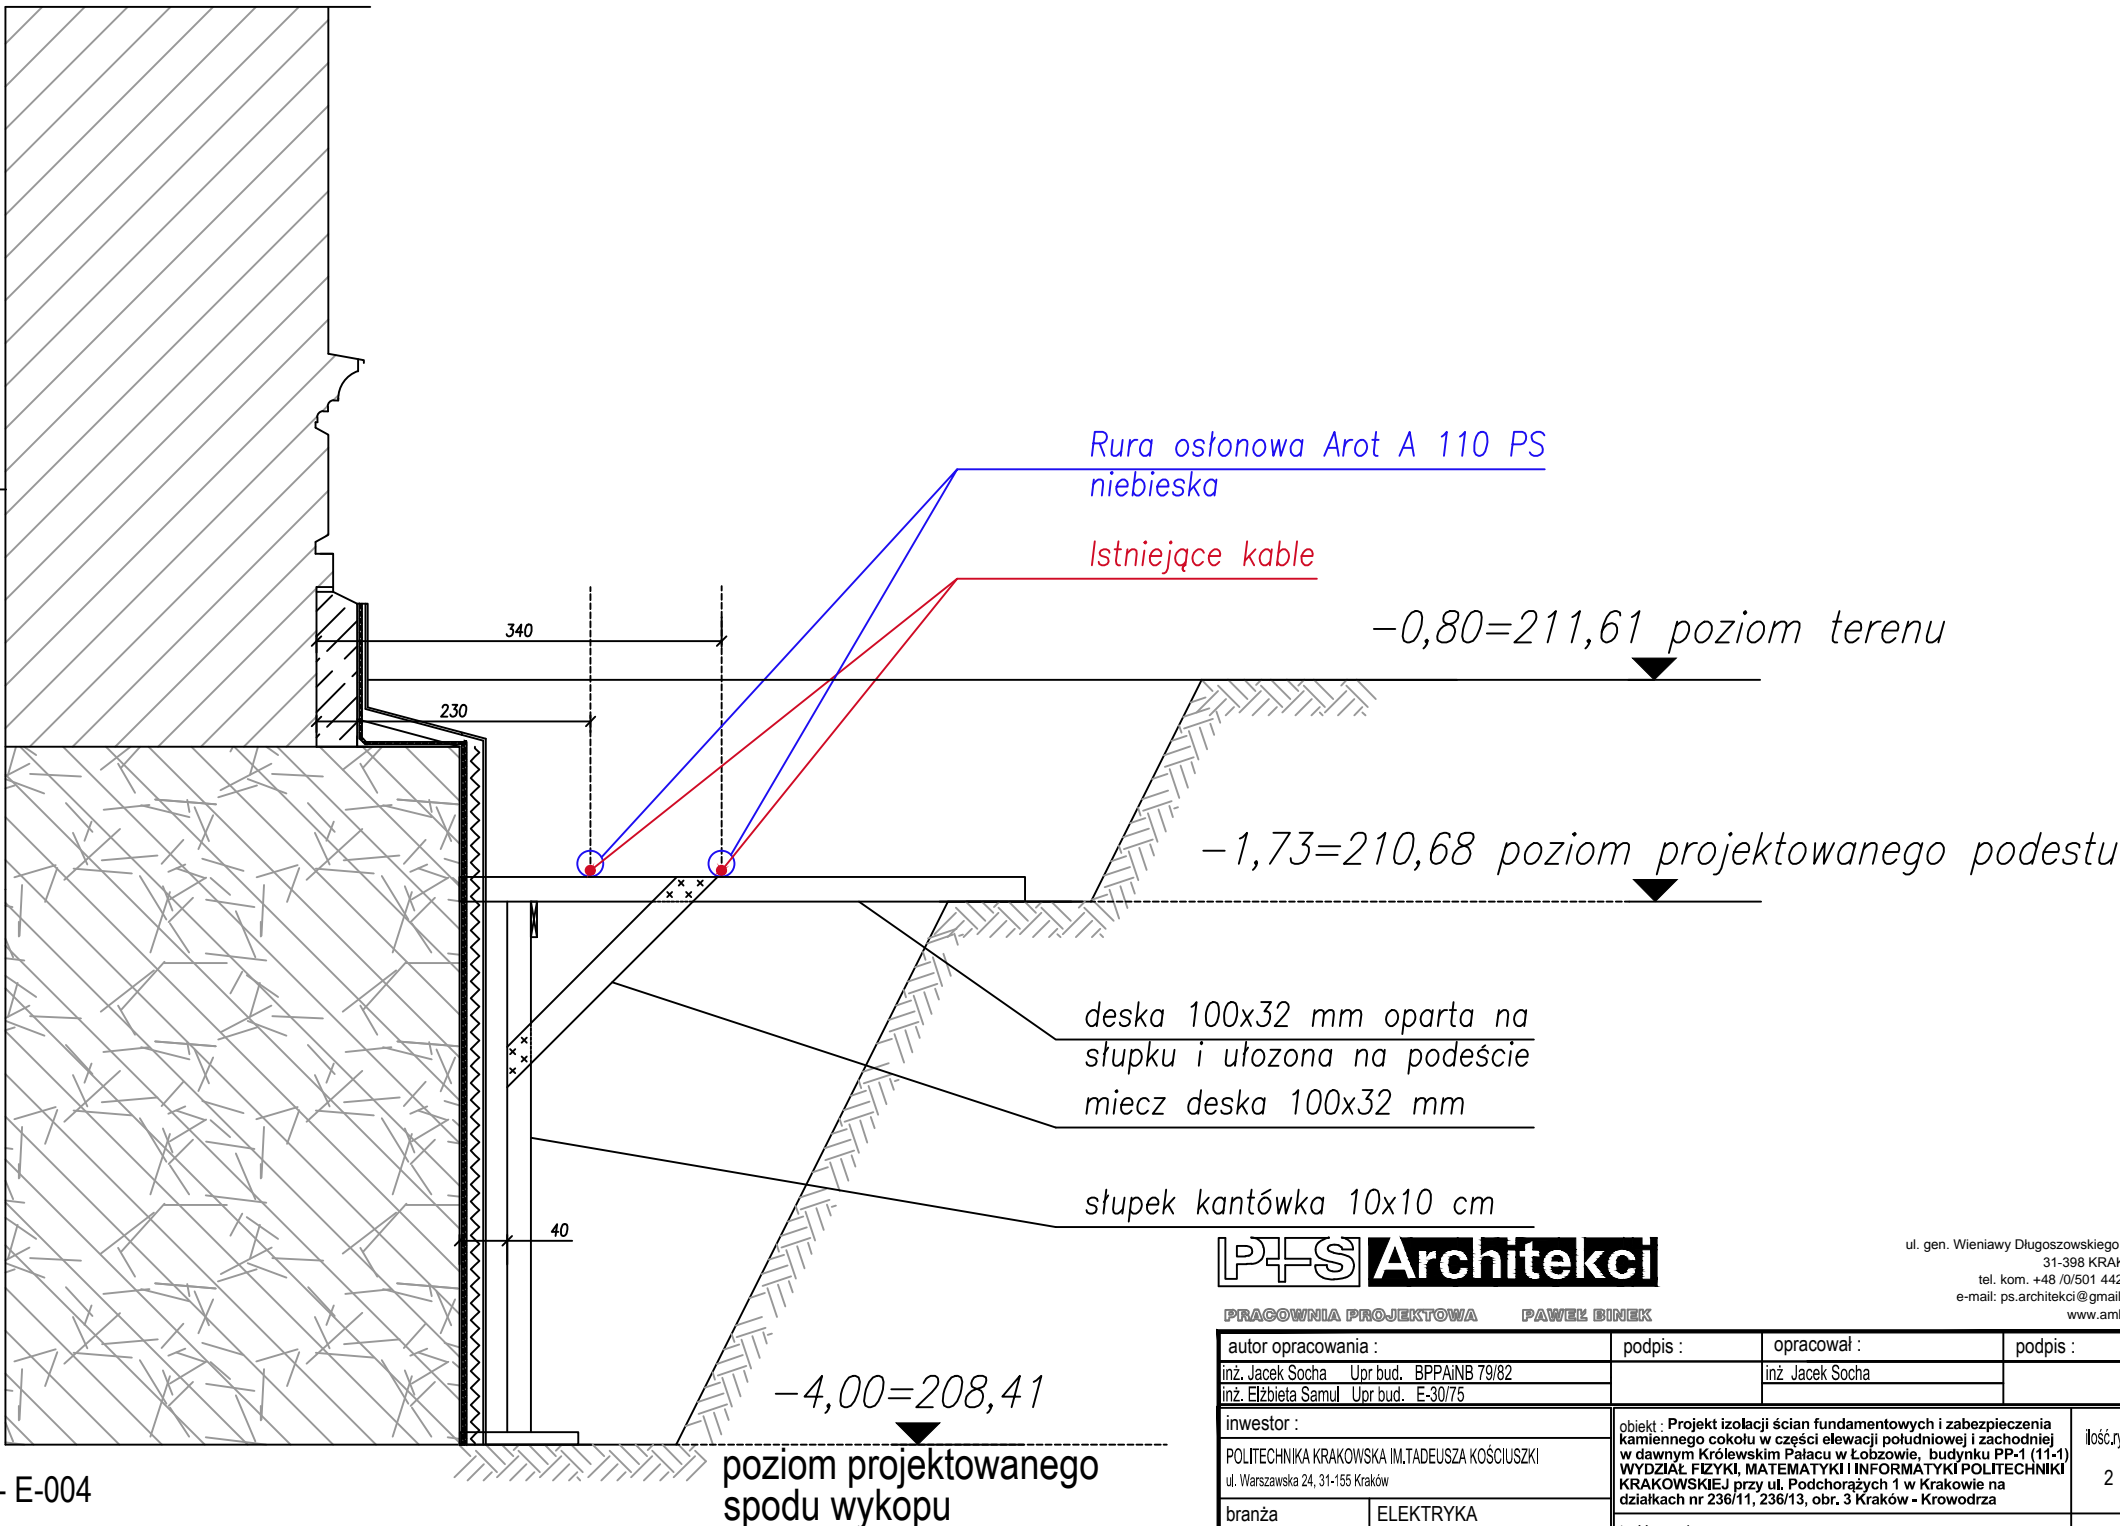 Rura osłonowa Arot A 110 PS
niebieska
Istniejące kable
340
-0,80=211,61 poziom terenu
230
-1,73=210,68 poziom projektowanego podestu
deska 100x32 mm oparta na
słupku i ułozona na podeście
miecz deska 100x32 mm
słupek kantówka 10x10 cm
40
-4,00=208,41
poziom projektowanego
spodu wykopu
- E-004
P+S Architekci
PRACOWNIA PROJEKTOWA PAWEŁ BINEK
ul. gen. Wieniawy Długoszowskiego
31-398 KRAK
tel. kom. +48 /0/501 442
e-mail: ps.architekci@gmail
www.aml
autor opracowania : podpis : opracował : podpis :
inż. Jacek Socha Upr bud. BPPAiNB 79/82 inż Jacek Socha
inż. Elżbieta Samul Upr bud. E-30/75
inwestor :
POLITECHNIKA KRAKOWSKA IM.TADEUSZA KOŚCIUSZKI
ul. Warszawska 24, 31-155 Kraków
branża ELEKTRYKA
obiekt : Projekt izolacji ścian fundamentowych i zabezpieczenia
kamiennego cokołu w części elewacji południowej i zachodniej
w dawnym Królewskim Pałacu w Łobzowie, budynku PP-1 (11-1)
WYDZIAŁ FIZYKI, MATEMATYKI I INFORMATYKI POLITECHNIKI
KRAKOWSKIEJ przy ul. Podchorążych 1 w Krakowie na
działkach nr 236/11, 236/13, obr. 3 Kraków - Krowodrza
ilość.ry
2